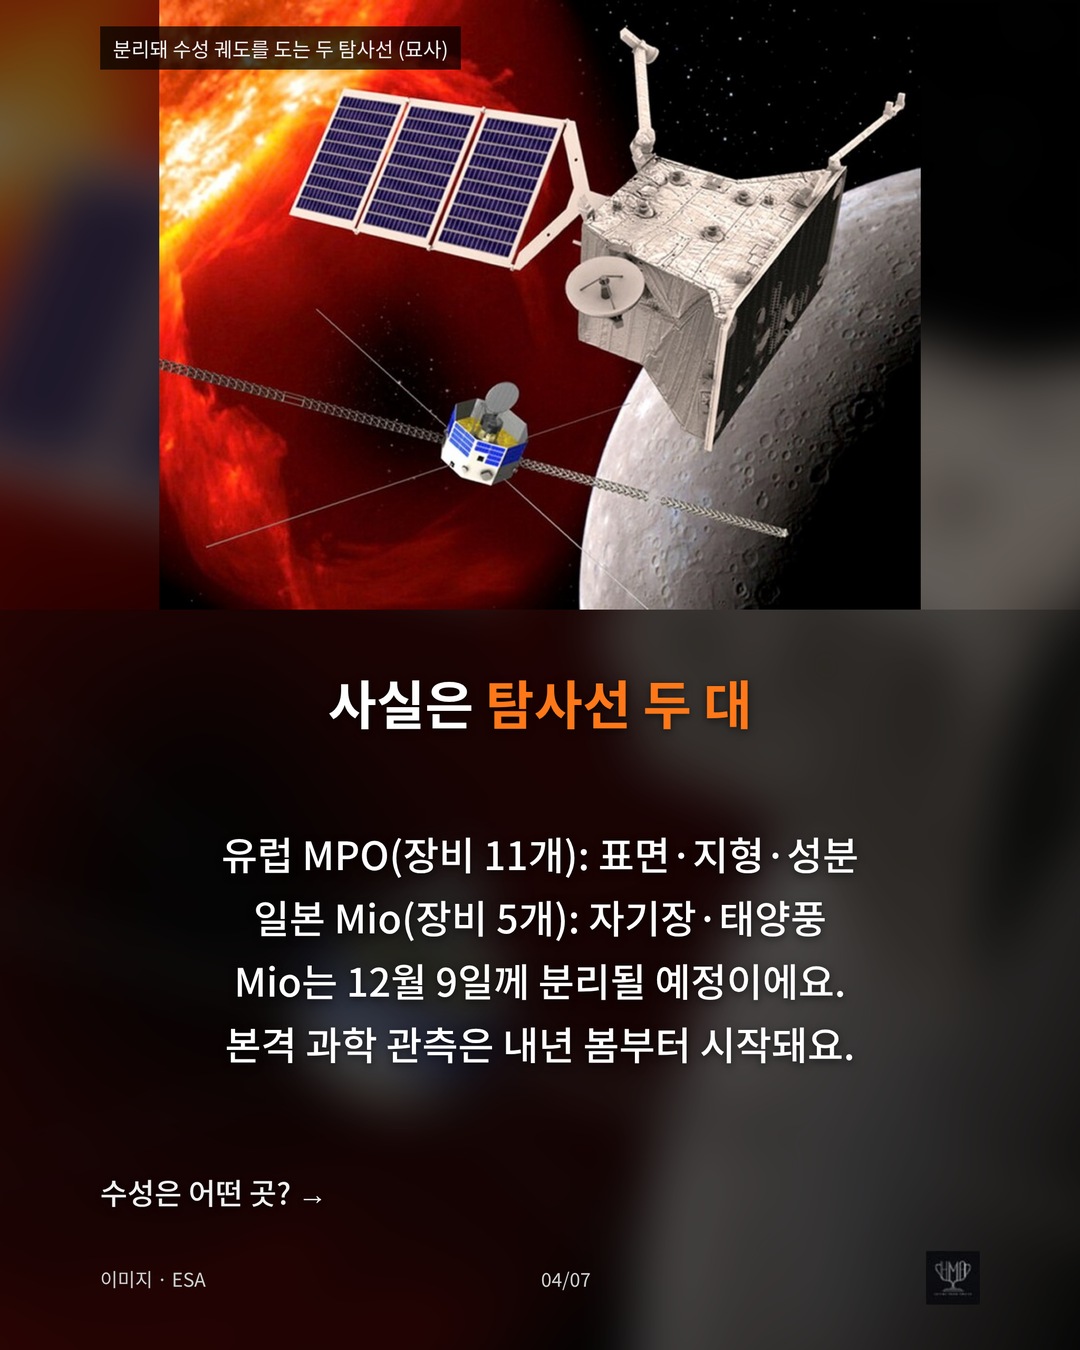 분리돼 수성 궤도를 도는 두 탐사선 (묘사)
사실은 탐사선 두 대
유럽 MPO(장비 11개): 표면·지형·성분
일본 Mio(장비 5개): 자기장·태양풍
Mio는 12월 9일께 분리될 예정이에요.
본격 과학 관측은 내년 봄부터 시작돼요.
수성은 어떤 곳? →
이미지 · ESA
04/07